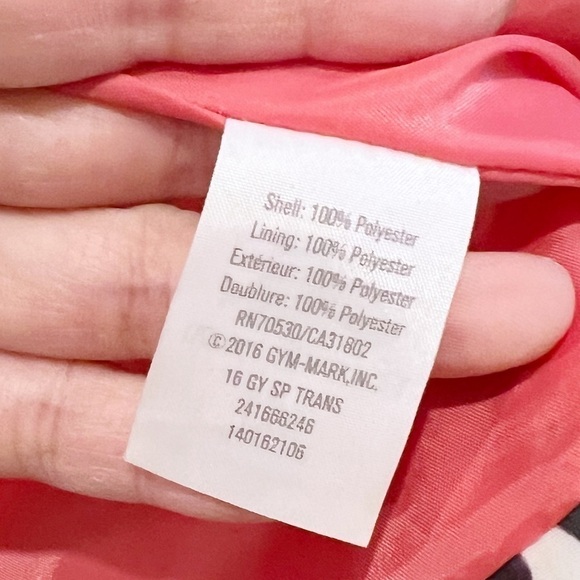 Shell: 100% Polyester
Lining: 100% Polyester
Extérieur: 100% Polyester
Doublure: 100% Polyester
RN70530/CA31802
©2016 GYM-MARK,INC.
16 GY SP TRANS
241666246
140162106